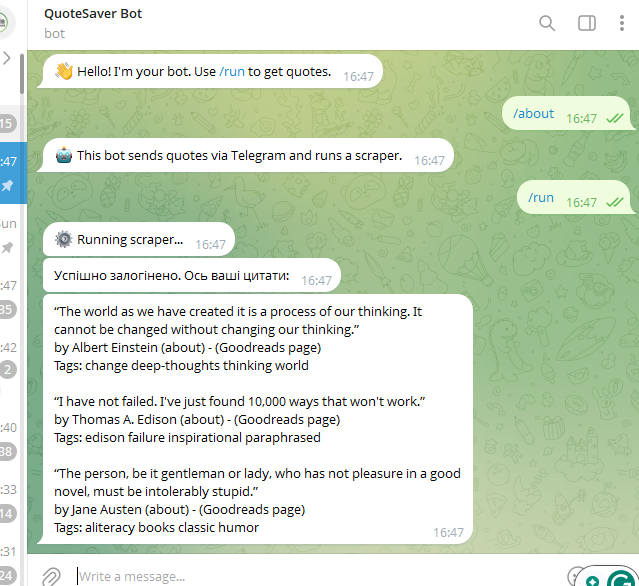 QuoteSaver Bot
bot
👋 Hello! I'm your bot. Use /run to get quotes. 16:47
15
/about 16:47
:47
🤖 This bot sends quotes via Telegram and runs a scraper. 16:47
/run 16:47
un
⚙️ Running scraper... 16:47
:47
Успішно залогінено. Ось ваші цитати: 16:47
35
“The world as we have created it is a process of our thinking. It
cannot be changed without changing our thinking.”
by Albert Einstein (about) - (Goodreads page)
:42
Tags: change deep-thoughts thinking world
2
“I have not failed. I've just found 10,000 ways that won't work.”
by Thomas A. Edison (about) - (Goodreads page)
:40
Tags: edison failure inspirational paraphrased
38
“The person, be it gentleman or lady, who has not pleasure in a good
novel, must be intolerably stupid.”
:33
by Jane Austen (about) - (Goodreads page)
14
Tags: aliteracy books classic humor
16:47
:31
24
Write a message...